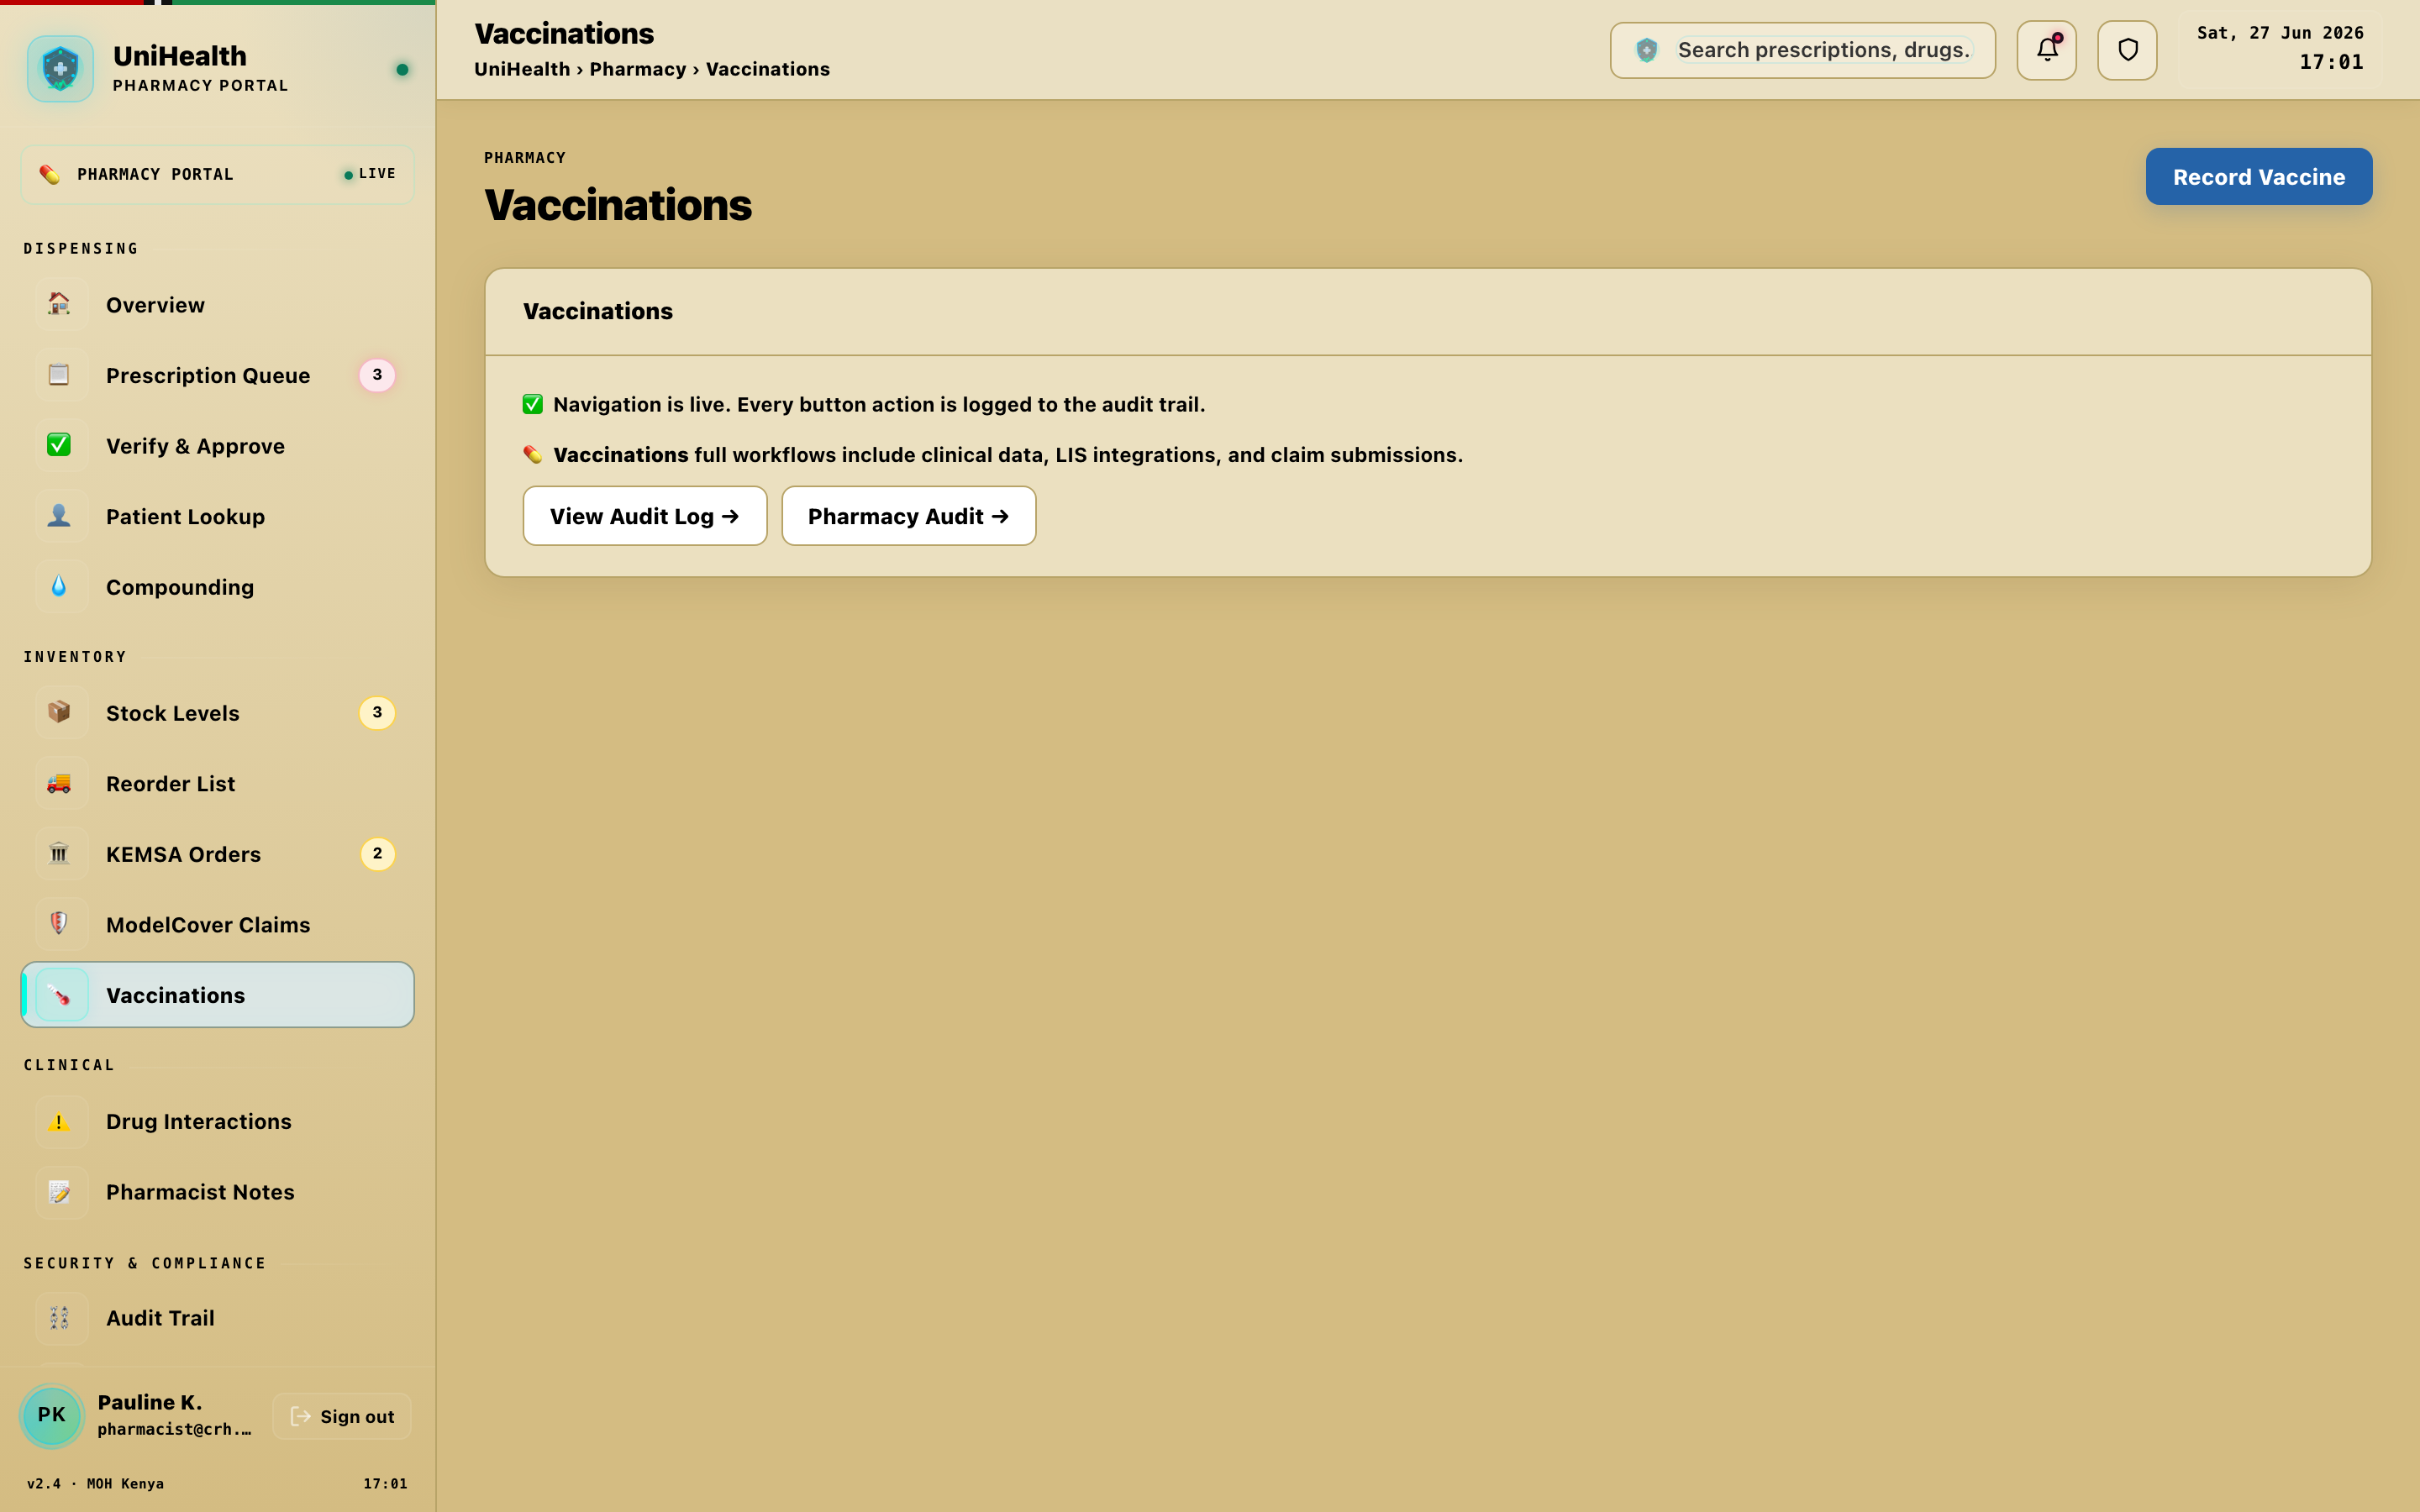 UniHealth
PHARMACY PORTAL
PHARMACY PORTAL
LIVE
DISPENSING
Overview
Prescription Queue
3
Verify & Approve
Patient Lookup
Compounding
INVENTORY
Stock Levels
3
Reorder List
KEMSA Orders
2
ModelCover Claims
Vaccinations
CLINICAL
Drug Interactions
Pharmacist Notes
SECURITY & COMPLIANCE
Audit Trail
PK
Pauline K.
pharmacist@crh.…
Sign out
v2.4 · MOH Kenya
17:01
Vaccinations
UniHealth › Pharmacy › Vaccinations
Search prescriptions, drugs.
Sat, 27 Jun 2026
17:01
PHARMACY
Vaccinations
Record Vaccine
Vaccinations
Navigation is live. Every button action is logged to the audit trail.
Vaccinations full workflows include clinical data, LIS integrations, and claim submissions.
View Audit Log →
Pharmacy Audit →